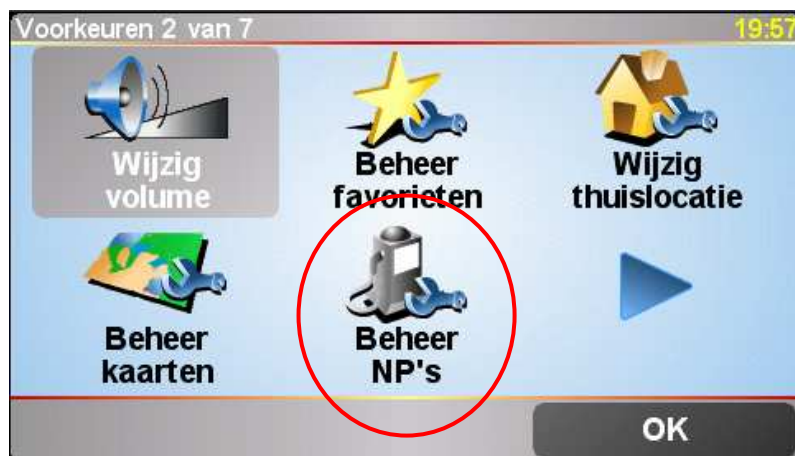 Voorkeuren 2 van 7
19:57
Wijzig
volume
Beheer
favorieten
Wijzig
thuislocatie
Beheer
kaarten
Beheer
NP's
OK